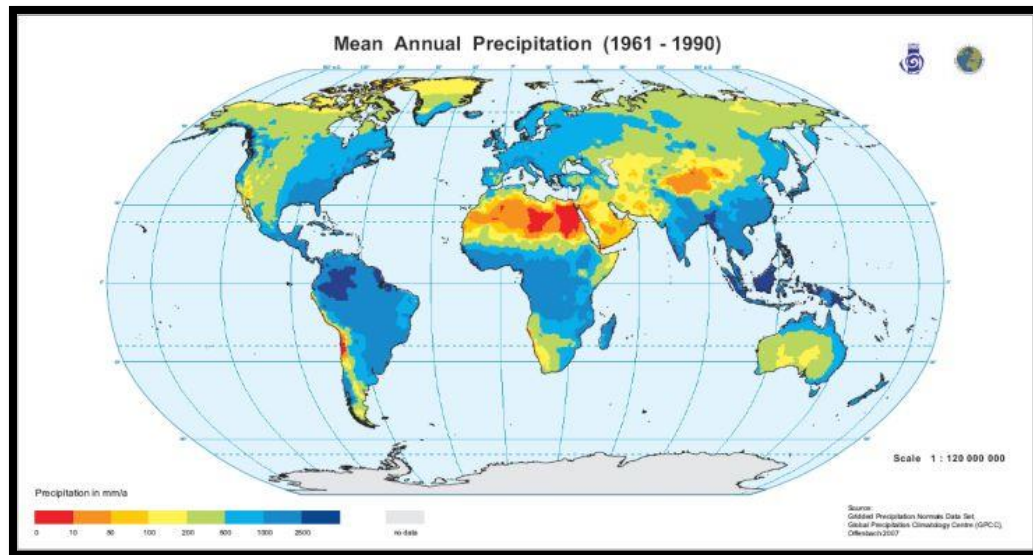 Mean Annual Precipitation (1961 - 1990)
Scale 1 : 120 000 000
Precipitation in mm/a
0 10 50 100 200 500 1000 2500 no data
Source:
Gridded Precipitation Normals Data Set,
Global Precipitation Climatology Centre (GPCC),
Offenbach 2007